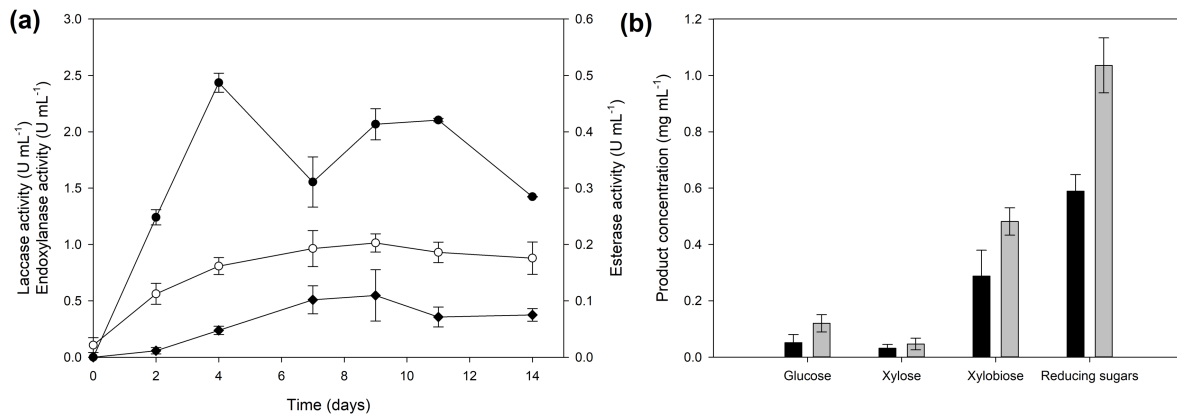 (a)
3.0
2.5
2.0
1.5
1.0
0.5
0.0
Laccase activity (U mL⁻¹)
Endoxylanase activity (U mL⁻¹)
0.6
0.5
0.4
0.3
0.2
0.1
0.0
Esterase activity (U mL⁻¹)
0 2 4 6 8 10 12 14
Time (days)
(b)
1.2
1.0
0.8
0.6
0.4
0.2
0.0
Product concentration (mg mL⁻¹)
Glucose Xylose Xylobiose Reducing sugars